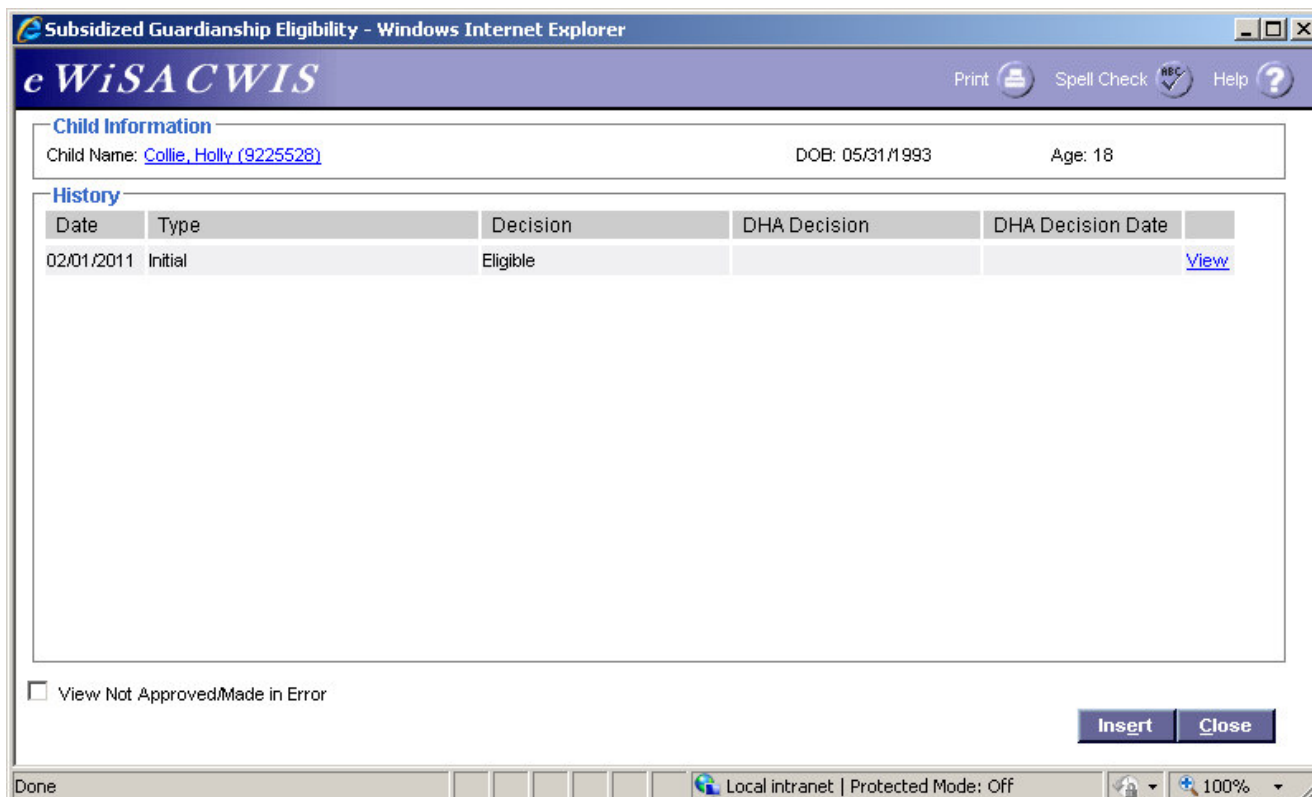 Subsidized Guardianship Eligibility - Windows Internet Explorer
eWiSACWIS Print Spell Check ABC Help ?
Child Information
Child Name: Collie, Holly (9225528) DOB: 05/31/1993 Age: 18
History
Date Type Decision DHA Decision DHA Decision Date
02/01/2011 Initial Eligible View
View Not Approved/Made in Error
Insert Close
Done Local intranet | Protected Mode: Off 100%